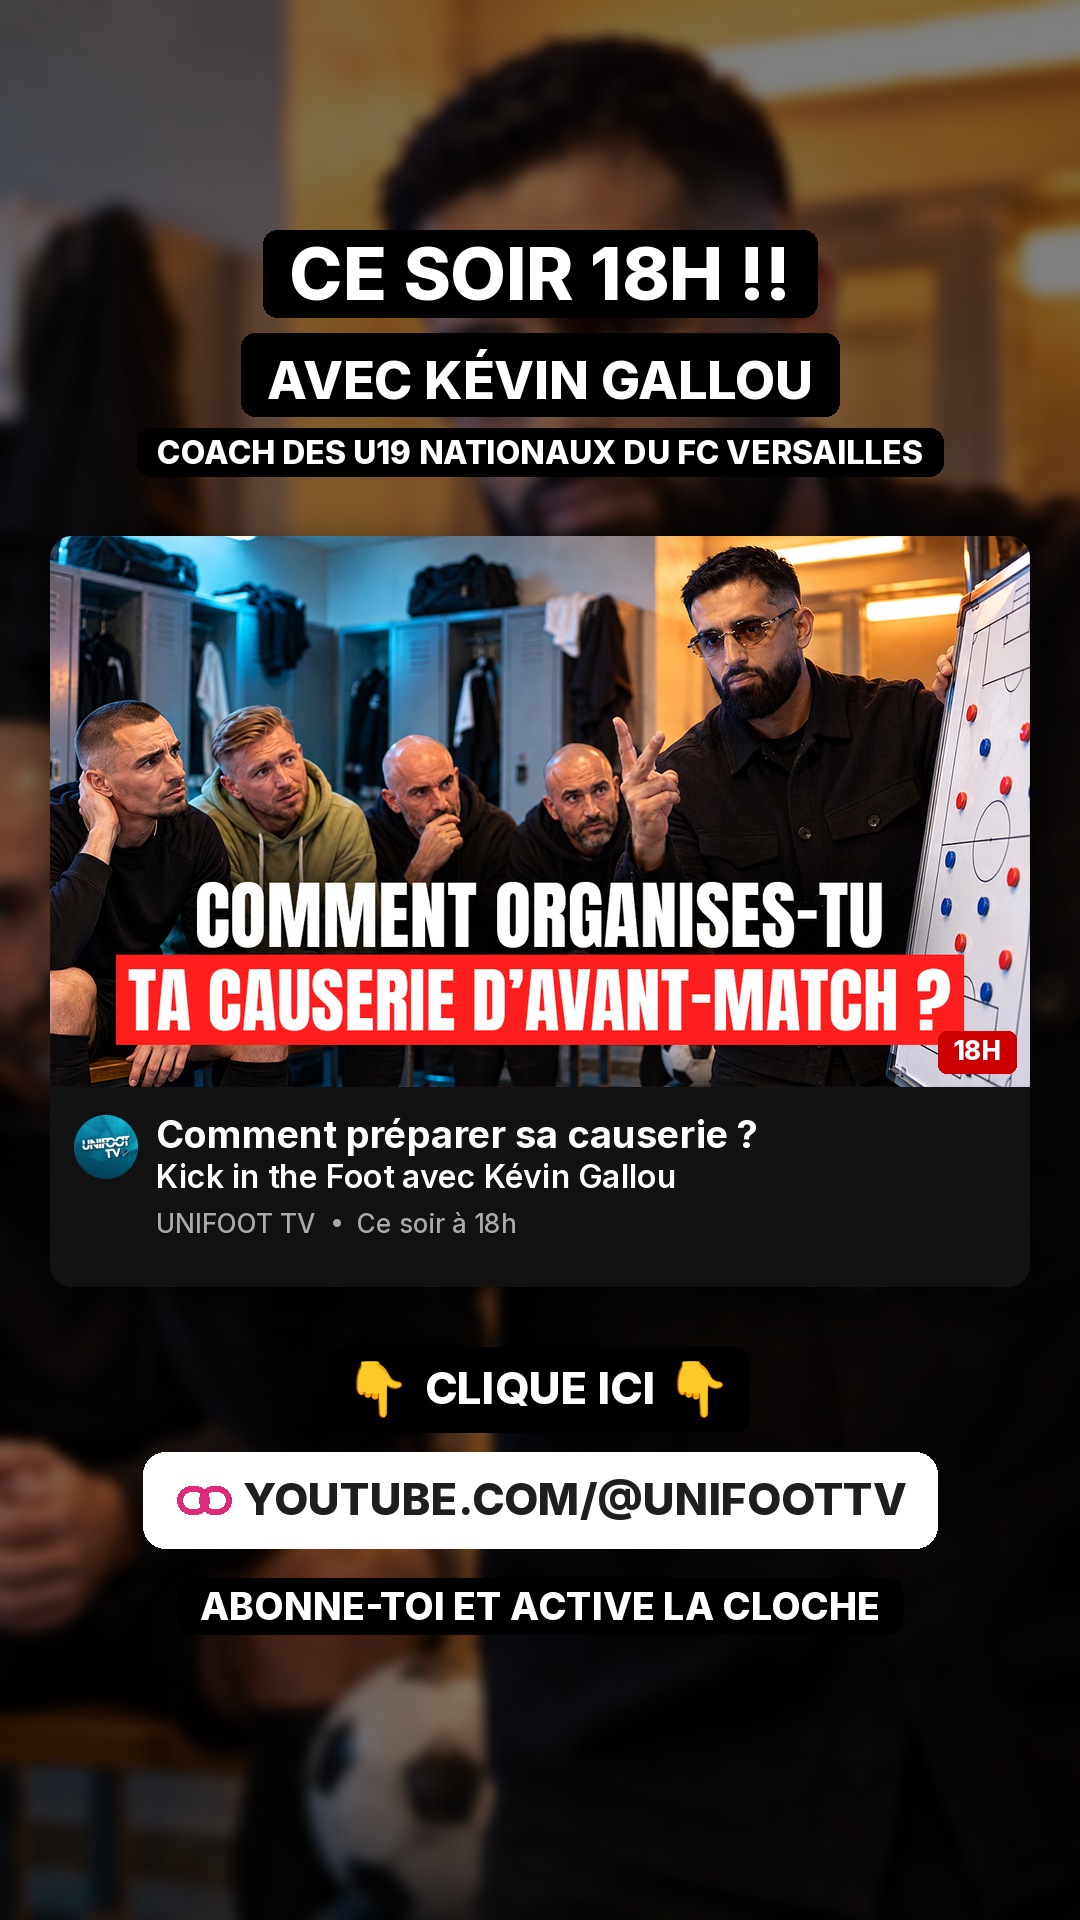 CE SOIR 18H !!
AVEC KÉVIN GALLOU
COACH DES U19 NATIONAUX DU FC VERSAILLES
COMMENT ORGANISES-TU
TA CAUSERIE D'AVANT-MATCH ?
18H
UNIFOOT
TV
Comment préparer sa causerie ?
Kick in the Foot avec Kévin Gallou
UNIFOOT TV • Ce soir à 18h
👇 CLIQUE ICI 👇
YOUTUBE.COM/@UNIFOOTTV
ABONNE-TOI ET ACTIVE LA CLOCHE